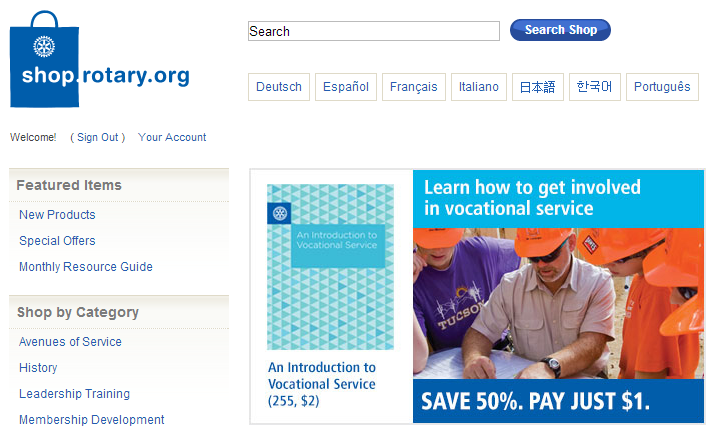 shop.rotary.org
Search
Search Shop
Deutsch Español Français Italiano 日本語 한국어 Português
Welcome! ( Sign Out ) Your Account
Featured Items
New Products
Special Offers
Monthly Resource Guide
Shop by Category
Avenues of Service
History
Leadership Training
Membership Development
An Introduction to
Vocational Service
An Introduction to
Vocational Service
(255, $2)
Learn how to get involved
in vocational service
TUCSON
SAVE 50%. PAY JUST $1.